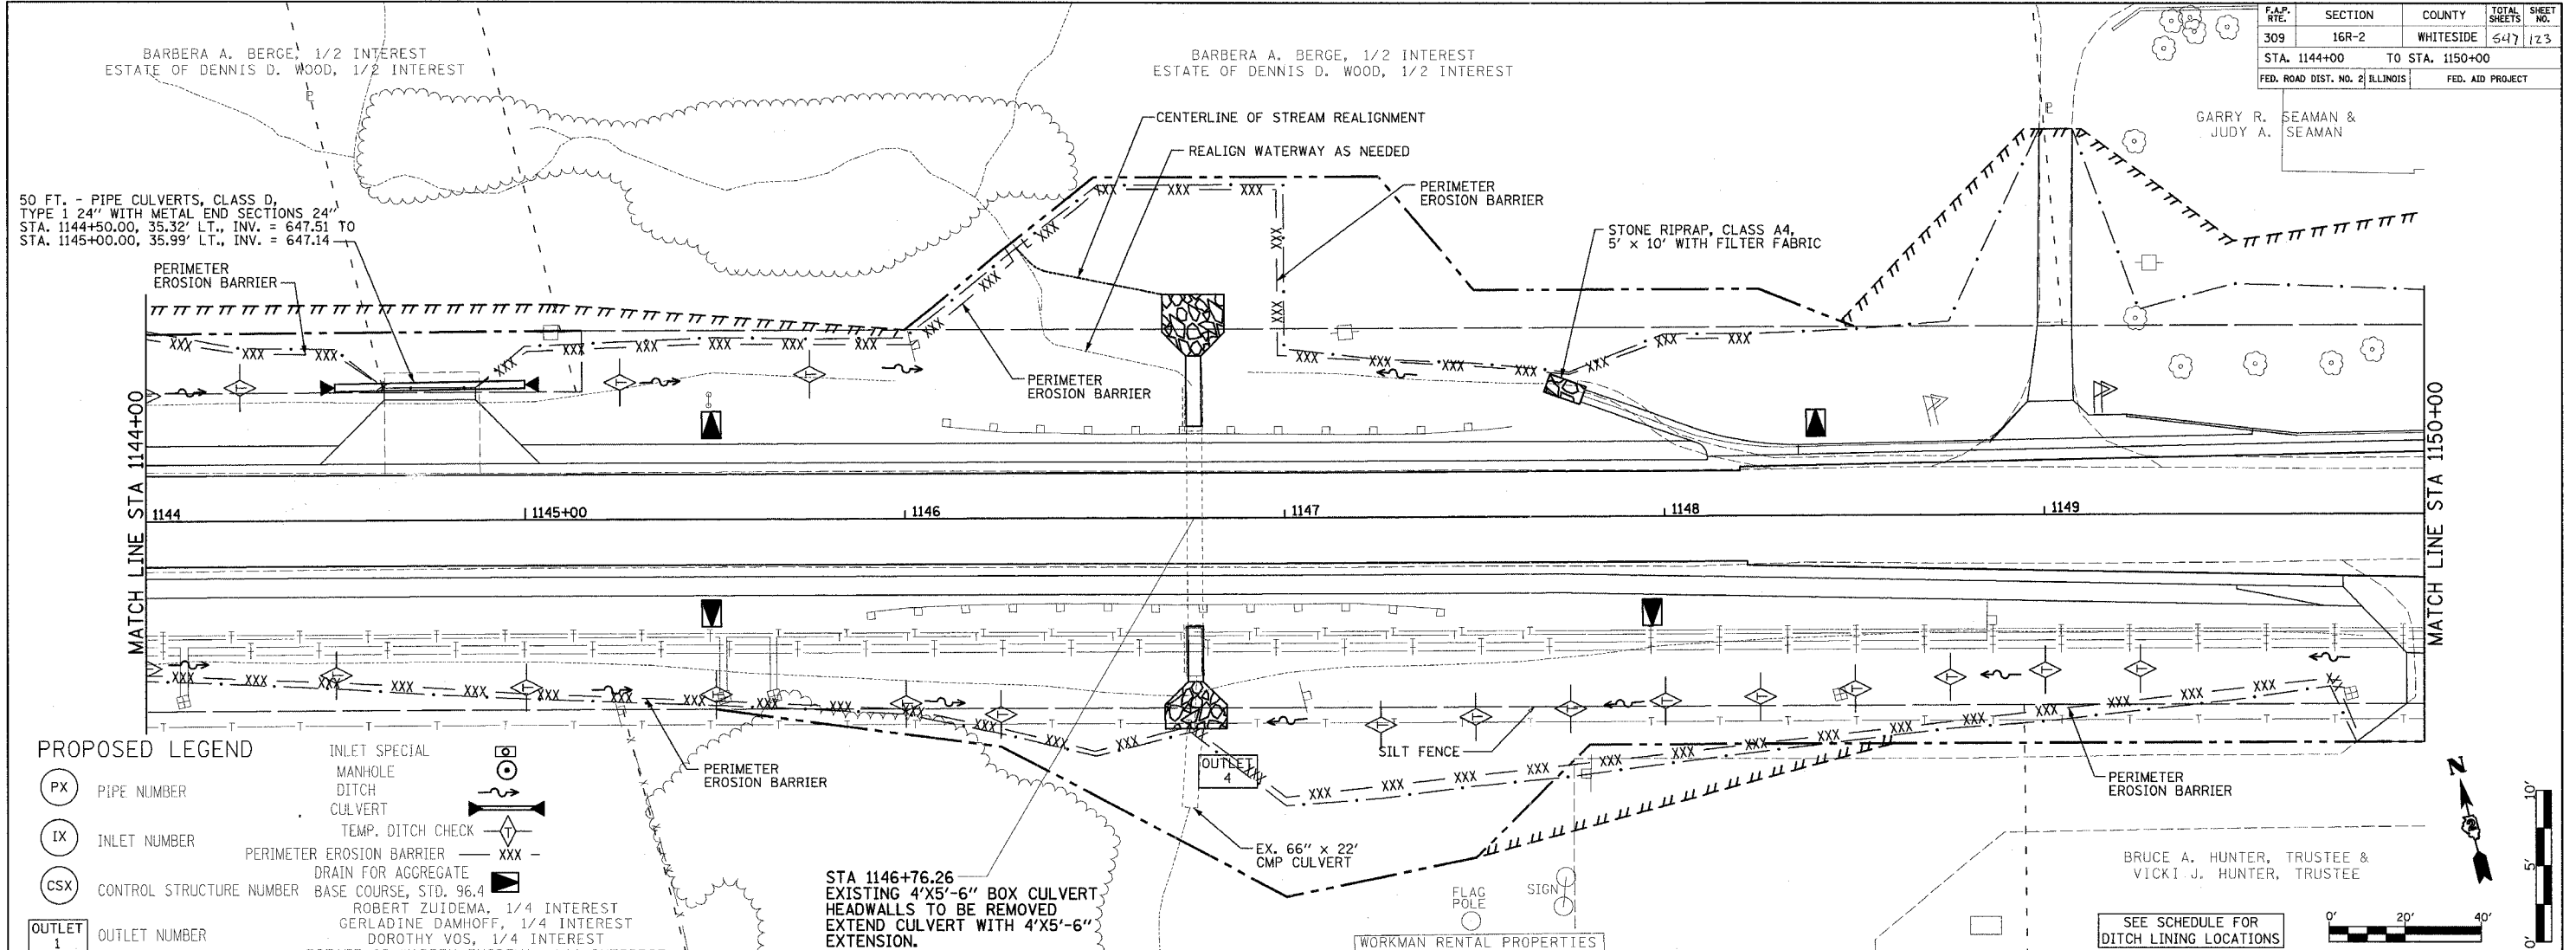 F.A.P. RTE. SECTION COUNTY TOTAL SHEETS SHEET NO.
309 16R-2 WHITESIDE 547 123
STA. 1144+00 TO STA. 1150+00
FED. ROAD DIST. NO. 2 ILLINOIS FED. AID PROJECT
BARBERA A. BERGE, 1/2 INTEREST
ESTATE OF DENNIS D. WOOD, 1/2 INTEREST
BARBERA A. BERGE, 1/2 INTEREST
ESTATE OF DENNIS D. WOOD, 1/2 INTEREST
GARRY R. SEAMAN &
JUDY A. SEAMAN
CENTERLINE OF STREAM REALIGNMENT
REALIGN WATERWAY AS NEEDED
PERIMETER
EROSION BARRIER
STONE RIPRAP, CLASS A4,
5' x 10' WITH FILTER FABRIC
50 FT. - PIPE CULVERTS, CLASS D,
TYPE 1 24" WITH METAL END SECTIONS 24"
STA. 1144+50.00, 35.32' LT., INV. = 647.51 TO
STA. 1145+00.00, 35.99' LT., INV. = 647.14
PERIMETER
EROSION BARRIER
PERIMETER
EROSION BARRIER
MATCH LINE STA 1144+00
1144
1145+00
1146
1147
1148
1149
MATCH LINE STA 1150+00
PERIMETER
EROSION BARRIER
SILT FENCE
OUTLET
4
PERIMETER
EROSION BARRIER
EX. 66" x 22'
CMP CULVERT
STA 1146+76.26
EXISTING 4'X5'-6" BOX CULVERT
HEADWALLS TO BE REMOVED
EXTEND CULVERT WITH 4'X5'-6"
EXTENSION.
FLAG
POLE
SIGN
WORKMAN RENTAL PROPERTIES
BRUCE A. HUNTER, TRUSTEE &
VICKI J. HUNTER, TRUSTEE
SEE SCHEDULE FOR
DITCH LINING LOCATIONS
N
0' 20' 40'
10'
5'
0'
PROPOSED LEGEND
PX PIPE NUMBER
IX INLET NUMBER
CSX CONTROL STRUCTURE NUMBER
OUTLET
1
OUTLET NUMBER
INLET SPECIAL
MANHOLE
DITCH
CULVERT
TEMP. DITCH CHECK T
PERIMETER EROSION BARRIER XXX
DRAIN FOR AGGREGATE
BASE COURSE, STD. 96.4
ROBERT ZUIDEMA, 1/4 INTEREST
GERLADINE DAMHOFF, 1/4 INTEREST
DOROTHY VOS, 1/4 INTEREST